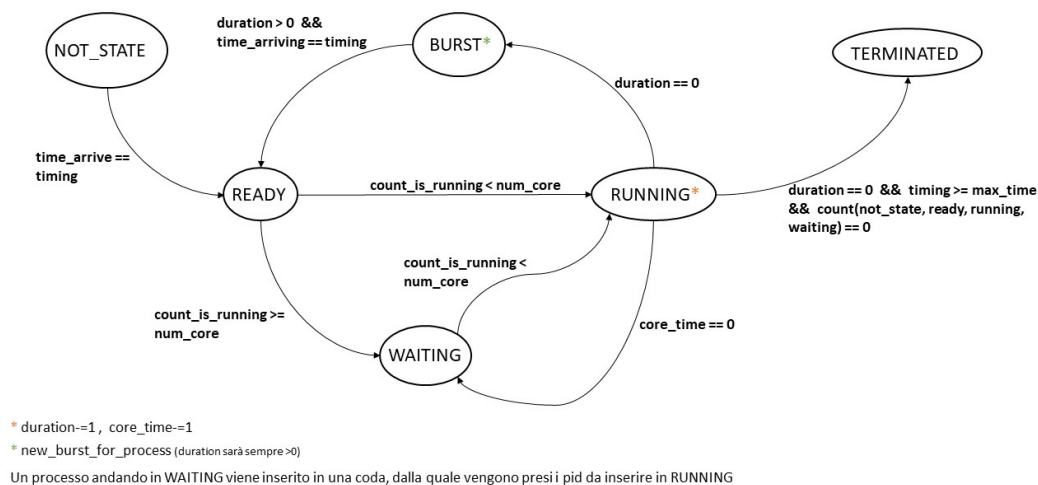 duration > 0 &&
time_arriving == timing
NOT_STATE
BURST*
TERMINATED
duration == 0
time_arrive ==
timing
READY
count_is_running < num_core
RUNNING*
duration == 0 && timing >= max_time
&& count(not_state, ready, running,
waiting) == 0
count_is_running <
num_core
count_is_running >=
num_core
core_time == 0
WAITING
* duration-=1 , core_time-=1
* new_burst_for_process (duration sarà sempre >0)
Un processo andando in WAITING viene inserito in una coda, dalla quale vengono presi i pid da inserire in RUNNING